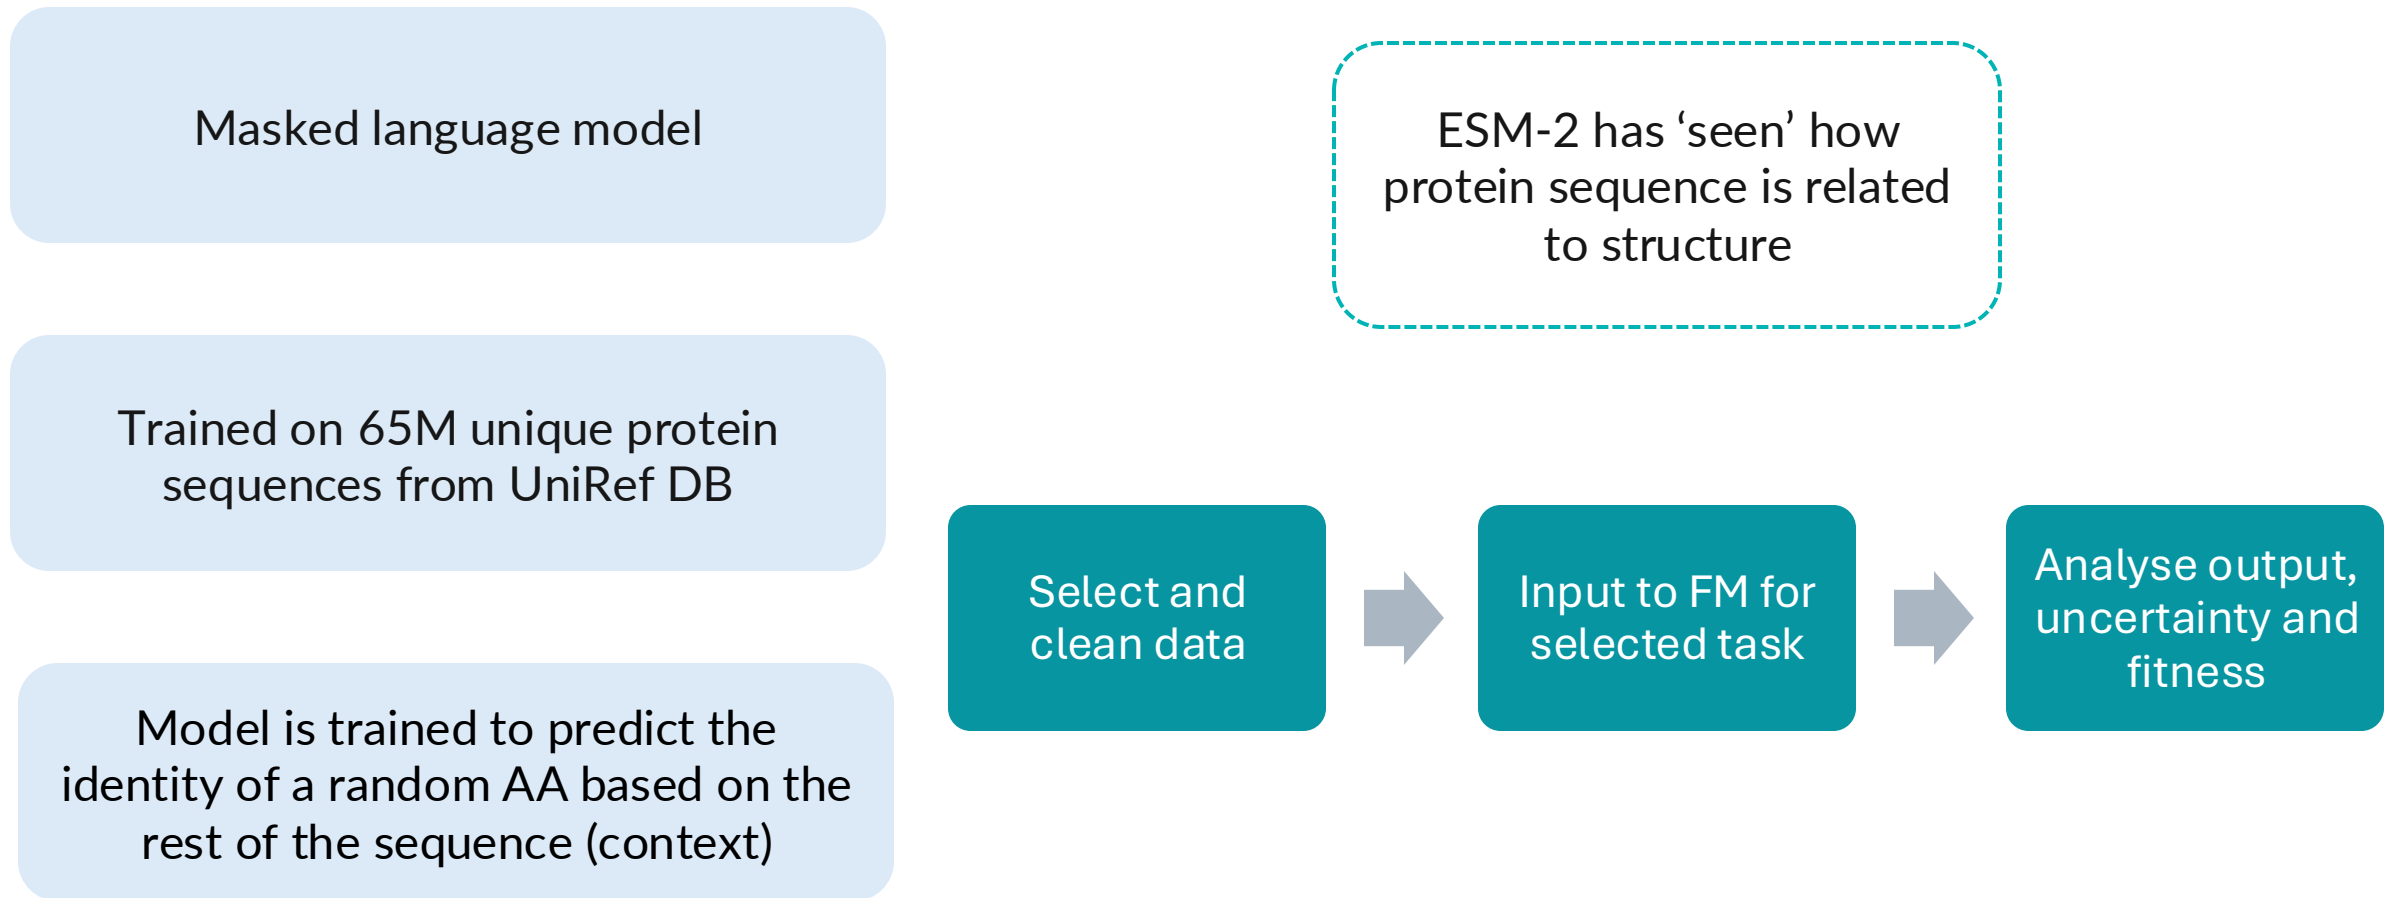 Masked language model
Trained on 65M unique protein
sequences from UniRef DB
Model is trained to predict the
identity of a random AA based on the
rest of the sequence (context)
ESM-2 has ‘seen’ how
protein sequence is related
to structure
Select and
clean data
Input to FM for
selected task
Analyse output,
uncertainty and
fitness